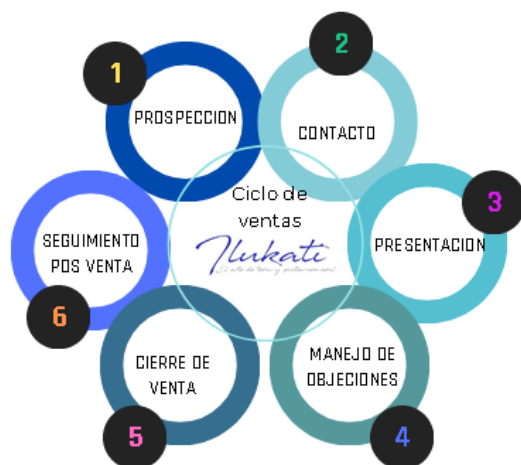 1
PROSPECCION
2
CONTACTO
3
PRESENTACION
4
MANEJO DE
OBJECIONES
5
CIERRE DE
VENTA
6
SEGUIMIENTO
POS VENTA
Ciclo de
ventas
Ilukati